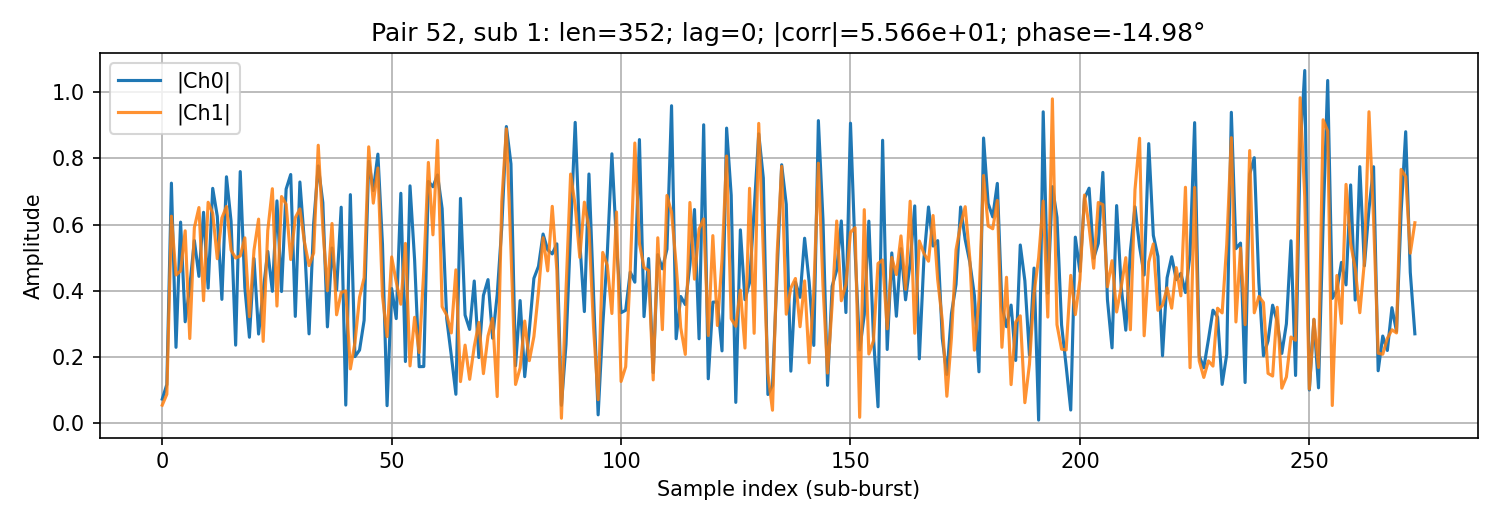 Pair 52, sub 1: len=352; lag=0; |corr|=5.566e+01; phase=-14.98°
|Ch0|
|Ch1|
Amplitude
1.0
0.8
0.6
0.4
0.2
0.0
0 50 100 150 200 250
Sample index (sub-burst)